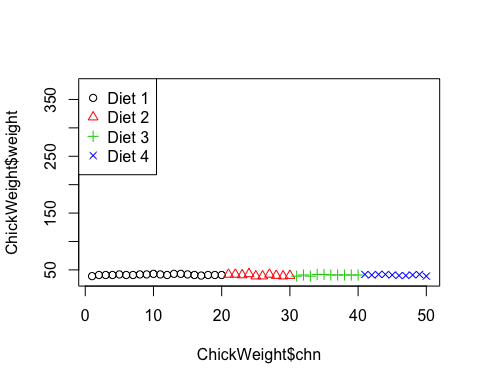 Diet 1
Diet 2
Diet 3
Diet 4
350
250
150
50
ChickWeight$weight
0 10 20 30 40 50
ChickWeight$chn